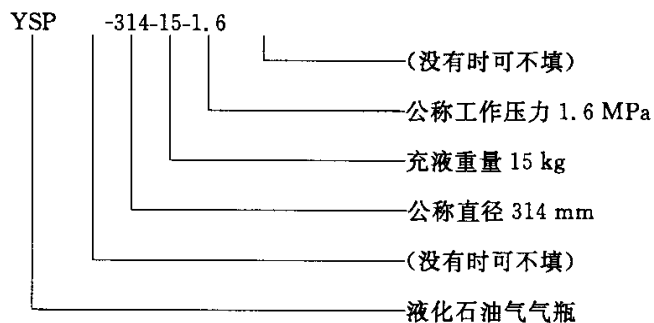 YSP -314-15-1.6
(没有时可不填)
公称工作压力 1.6 MPa
充液重量 15 kg
公称直径 314 mm
(没有时可不填)
液化石油气气瓶